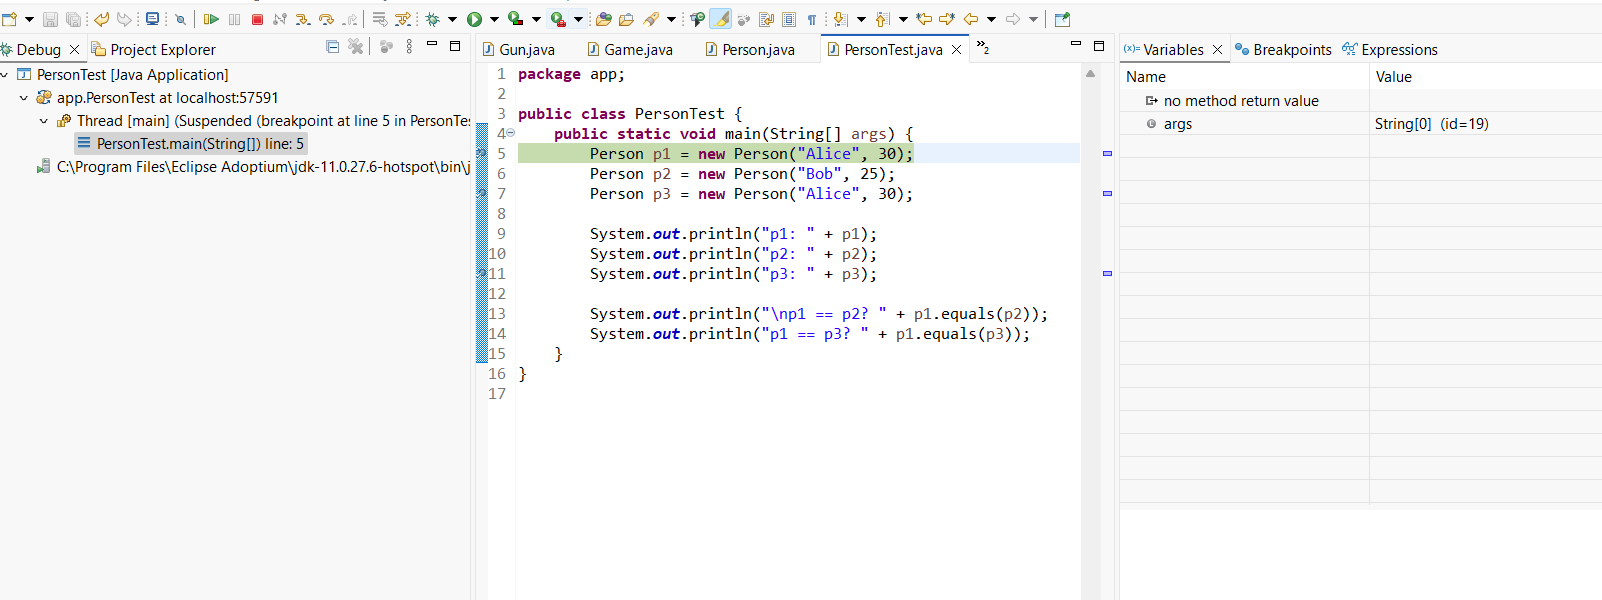 Debug
Project Explorer
PersonTest [Java Application]
app.PersonTest at localhost:57591
Thread [main] (Suspended (breakpoint at line 5 in PersonTe
PersonTest.main(String[]) line: 5
C:\Program Files\Eclipse Adoptium\jdk-11.0.27.6-hotspot\bin\j
Gun.java
Game.java
Person.java
PersonTest.java
»2
1 package app;
2
3 public class PersonTest {
4     public static void main(String[] args) {
5         Person p1 = new Person("Alice", 30);
6         Person p2 = new Person("Bob", 25);
7         Person p3 = new Person("Alice", 30);
8
9         System.out.println("p1: " + p1);
10         System.out.println("p2: " + p2);
11         System.out.println("p3: " + p3);
12
13         System.out.println("\np1 == p2? " + p1.equals(p2));
14         System.out.println("p1 == p3? " + p1.equals(p3));
15     }
16 }
17
(x)= Variables
Breakpoints
Expressions
Name Value
no method return value
args String[0] (id=19)